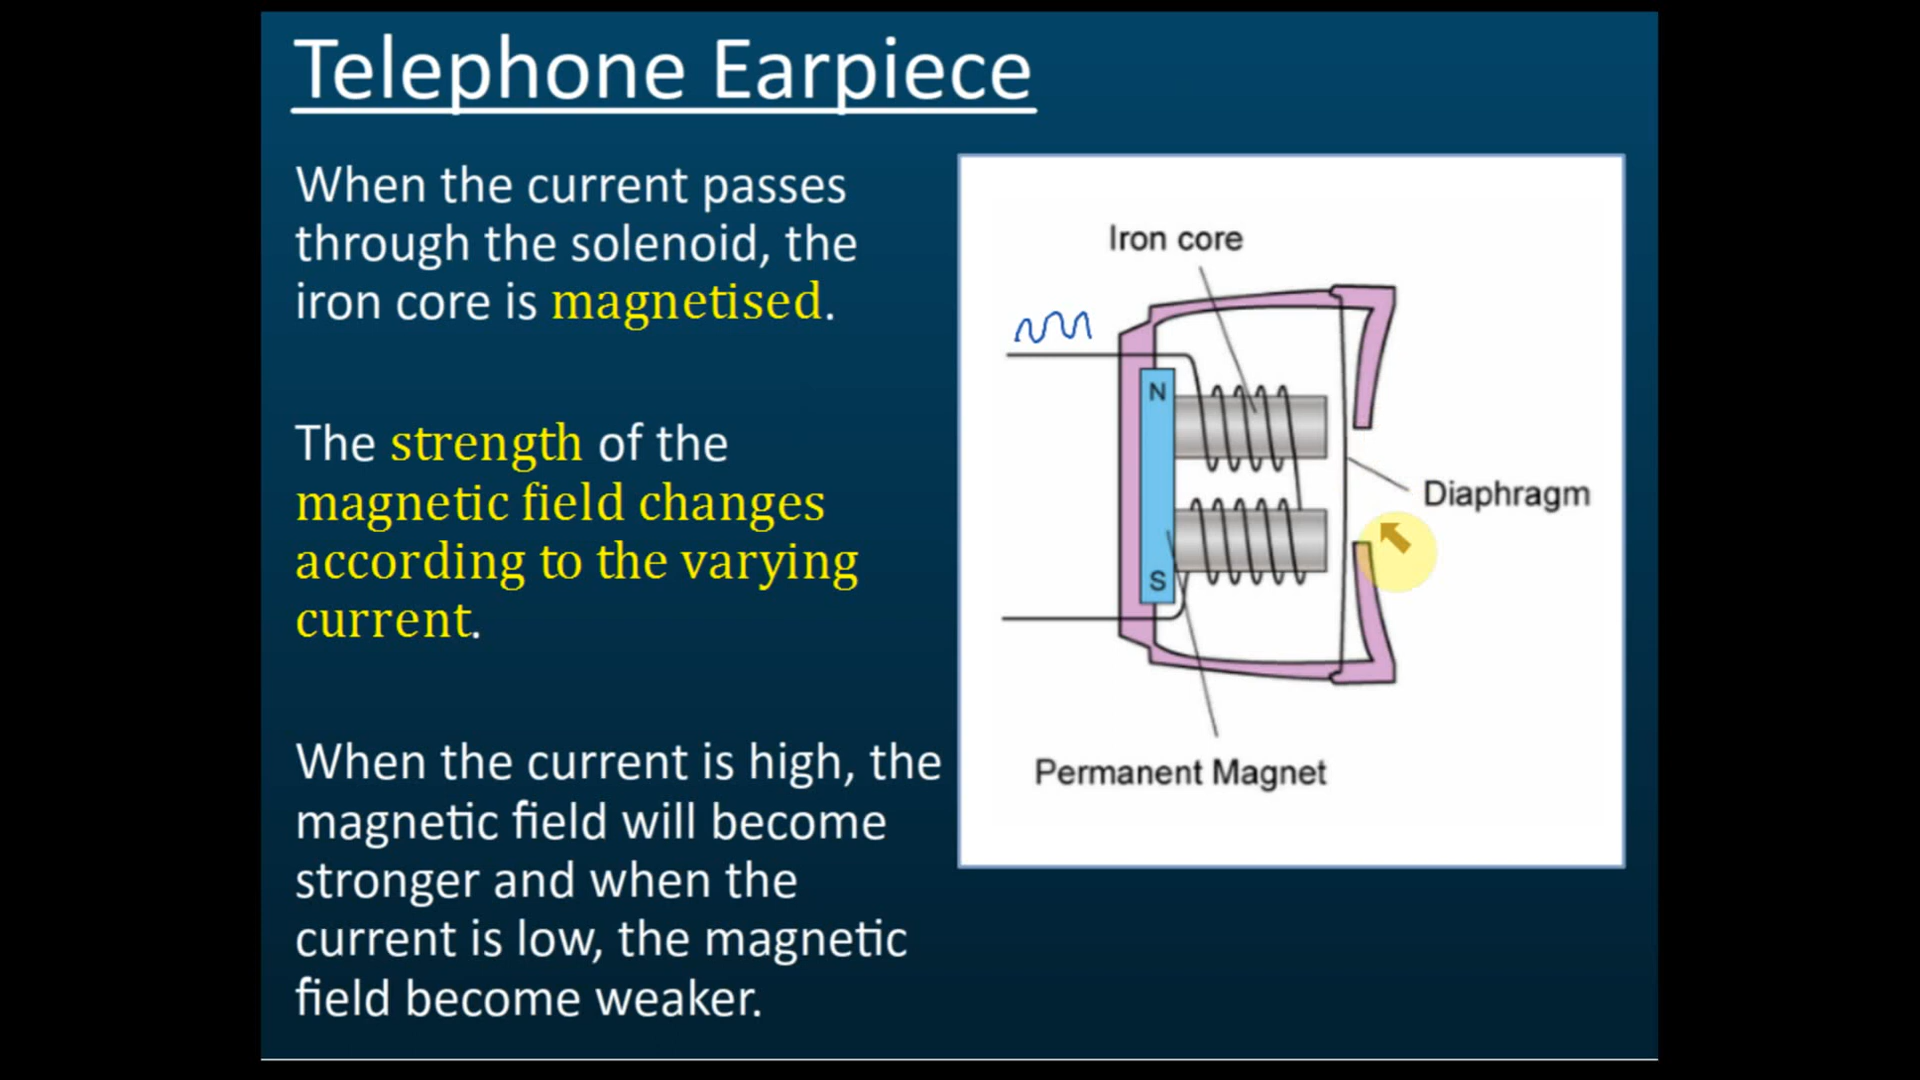 Telephone Earpiece
When the current passes
through the solenoid, the
iron core is magnetised.
The strength of the
magnetic field changes
according to the varying
current.
When the current is high, the
magnetic field will become
stronger and when the
current is low, the magnetic
field become weaker.
Iron core
N
Diaphragm
S
Permanent Magnet